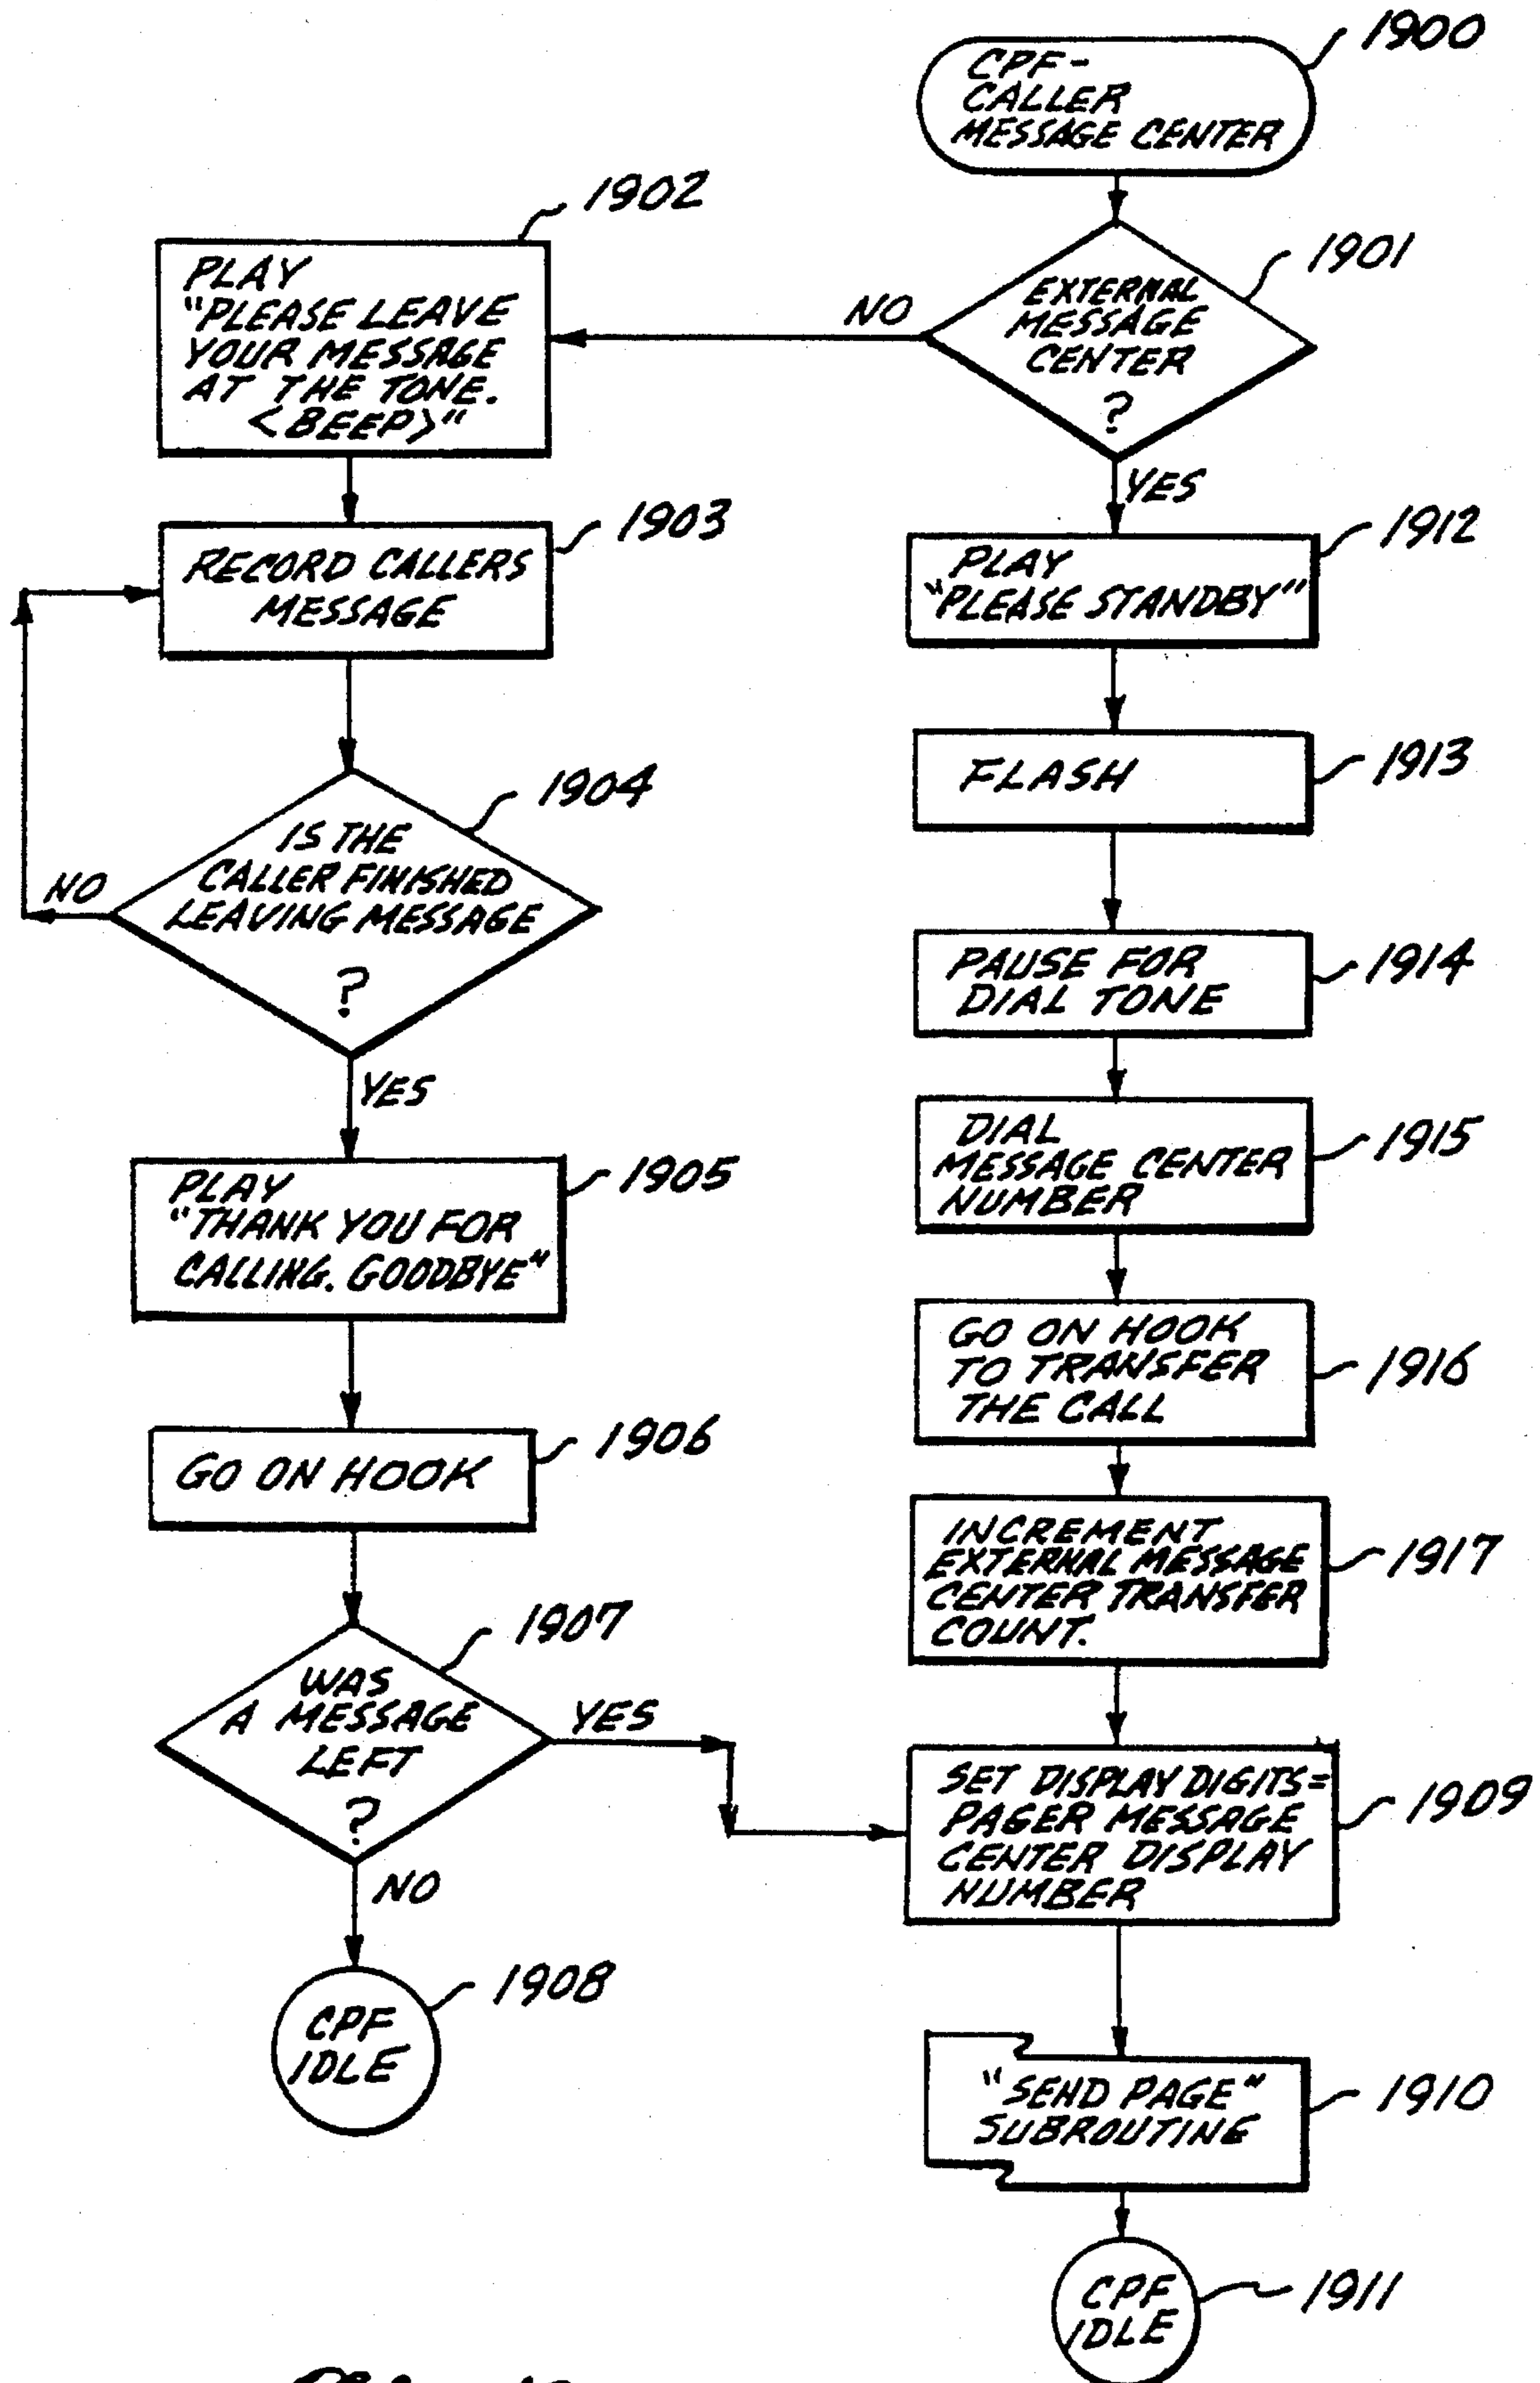 1900
CPF-
CALLER
MESSAGE CENTER
1901
EXTERNAL
MESSAGE
CENTER
?
NO
YES
1902
PLAY
"PLEASE LEAVE
YOUR MESSAGE
AT THE TONE.
<BEEP>"
1903
RECORD CALLERS
MESSAGE
1904
IS THE
CALLER FINISHED
LEAVING MESSAGE
?
NO
YES
1905
PLAY
"THANK YOU FOR
CALLING. GOODBYE"
1906
GO ON HOOK
1907
WAS
A MESSAGE
LEFT
?
YES
NO
1908
CPF
IDLE
1912
PLAY
"PLEASE STANDBY"
1913
FLASH
1914
PAUSE FOR
DIAL TONE
1915
DIAL
MESSAGE CENTER
NUMBER
1916
GO ON HOOK
TO TRANSFER
THE CALL
1917
INCREMENT
EXTERNAL MESSAGE
CENTER TRANSFER
COUNT.
1909
SET DISPLAY DIGITS=
PAGER MESSAGE
CENTER DISPLAY
NUMBER
1910
"SEND PAGE"
SUBROUTINE
1911
CPF
IDLE